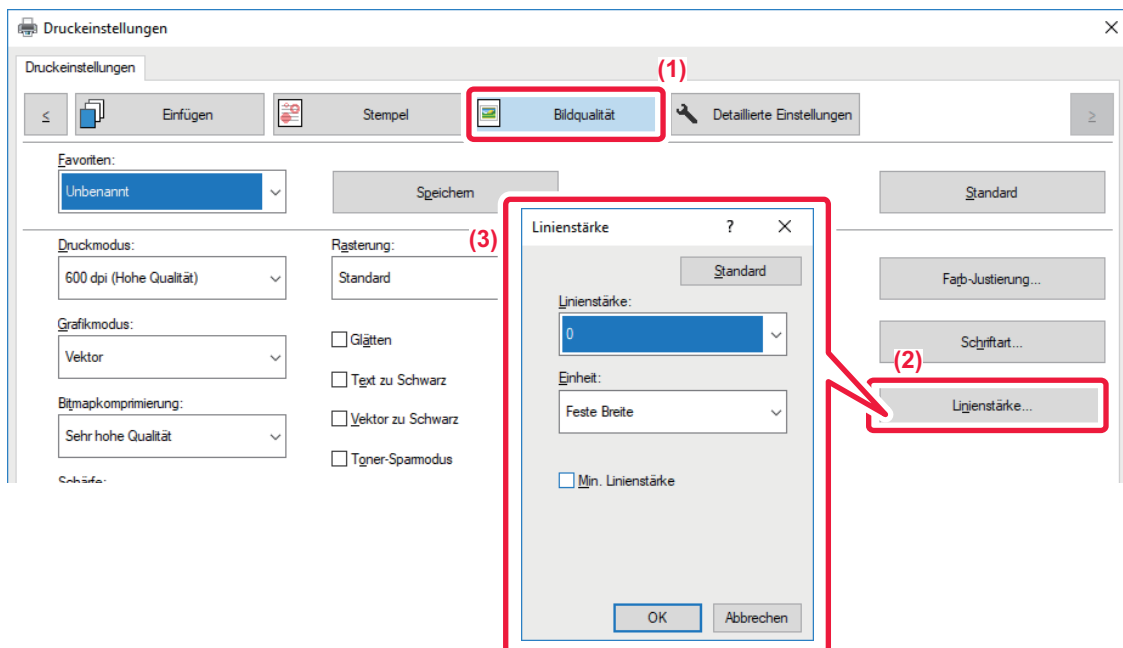 Druckeinstellungen
Druckeinstellungen
(1)
≤ Einfügen Stempel Bildqualität Detaillierte Einstellungen ≥
Favoriten:
Unbenannt Speichern Standard
Druckmodus:
600 dpi (Hohe Qualität)
Rasterung:
Standard
(3)
Linienstärke ?
Standard
Linienstärke:
0
Einheit:
Feste Breite
Min. Linienstärke
OK Abbrechen
Farb-Justierung...
Grafikmodus:
Vektor
Glätten
Text zu Schwarz
Schriftart...
(2)
Linienstärke...
Bitmapkomprimierung:
Sehr hohe Qualität
Vektor zu Schwarz
Toner-Sparmodus
Schärfe: